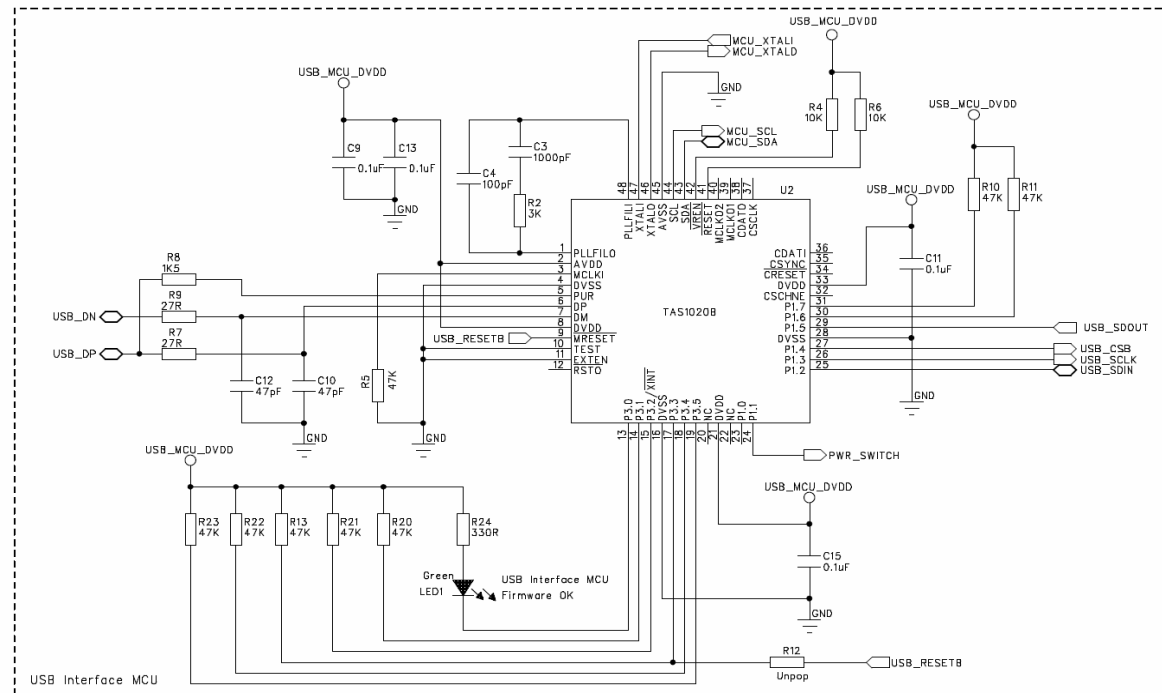 USB_MCU_DVDD
MCU_XTALI
MCU_XTALO
USB_MCU_DVDD
GND
R4
10K
R6
10K
USB_MCU_DVDD
C9
0.1uF
C13
0.1uF
GND
C4
100pF
C3
1000pF
R2
3K
MCU_SCL
MCU_SDA
R10
47K
R11
47K
USB_MCU_DVDD
C11
0.1uF
GND
U2
TAS1020B
48 47 46 45 44 43 42 41 40 39 38 37
PLLFILI XTALI XTALO AVSS SCL SDA VREN RESET MCLKO2 MCLKO1 CDATO CSCLK
1 PLLFILO
2 AVDD
3 MCLKI
4 DVSS
5 PUR
6 DP
7 DM
8 DVDD
9 MRESET
10 TEST
11 EXTEN
12 RSTO
CDATI 36
CSYNC 35
CRESET 34
DVDD 33
CSCHNE 32
P1.7 31
P1.6 30
P1.5 29
DVSS 28
P1.4 27
P1.3 26
P1.2 25
P3.0 P3.1 P3.2/XINT DVSS P3.3 P3.4 P3.5 NC DVDD NC P1.0 P1.1
13 14 15 16 17 18 19 20 21 22 23 24
USB_SDOUT
USB_CSB
USB_SCLK
USB_SDIN
R8
1K5
R9
27R
R7
27R
USB_DN
USB_DP
USB_RESETB
C12
47pF
C10
47pF
GND
R5
47K
GND
PWR_SWITCH
USB_MCU_DVDD
C15
0.1uF
GND
USB_MCU_DVDD
R23
47K
R22
47K
R13
47K
R21
47K
R20
47K
R24
330R
Green
LED1
USB Interface MCU
Firmware OK
R12
Unpop
USB_RESETB
USB Interface MCU